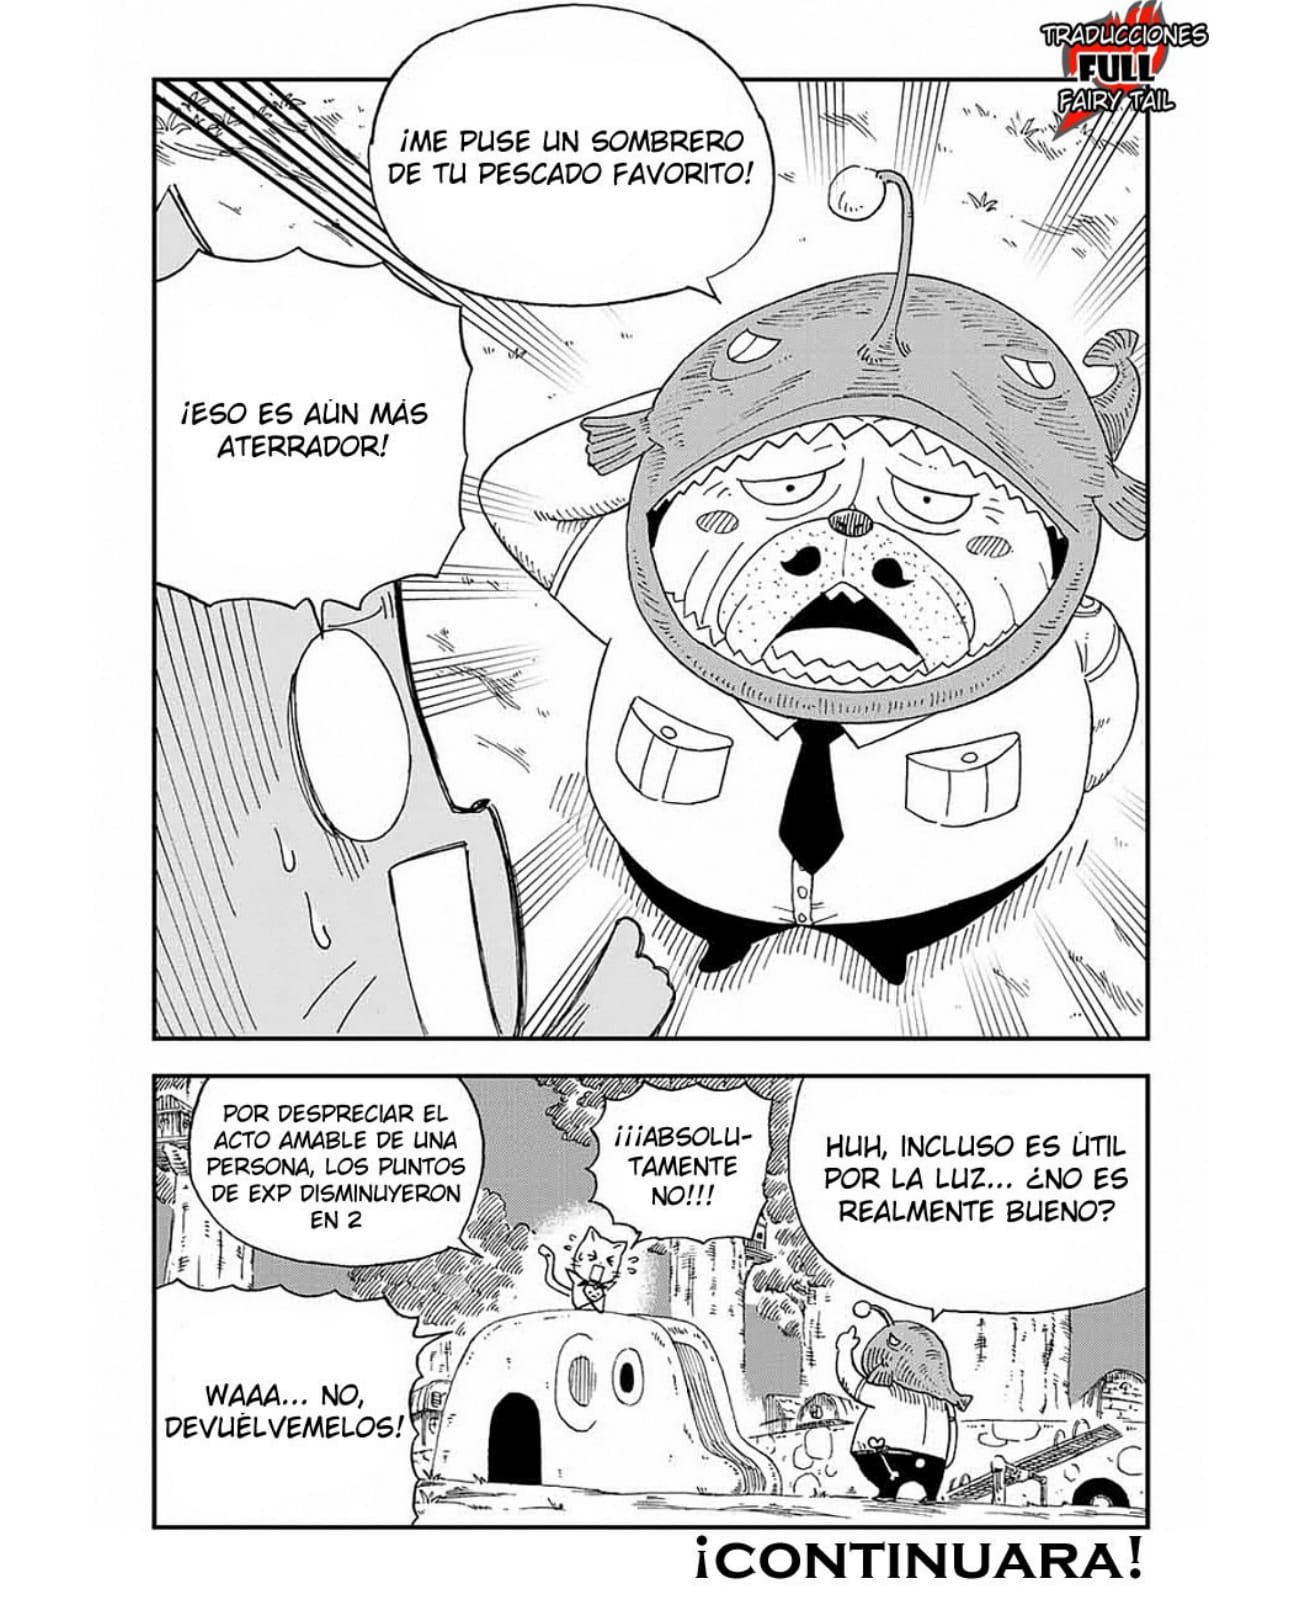 TRADUCCIONES
FULL
FAIRY TAIL
¡ME PUSE UN SOMBRERO
DE TU PESCADO FAVORITO!
¡ESO ES AÚN MÁS
ATERRADOR!
HUH, INCLUSO ES ÚTIL
POR LA LUZ... ¿NO ES
REALMENTE BUENO?
¡¡¡ABSOLU-
TAMENTE
NO!!!
POR DESPRECIAR EL
ACTO AMABLE DE UNA
PERSONA, LOS PUNTOS
DE EXP DISMINUYERON
EN 2
WAAA... NO,
DEVUÉLVEMELOS!
¡CONTINUARA!